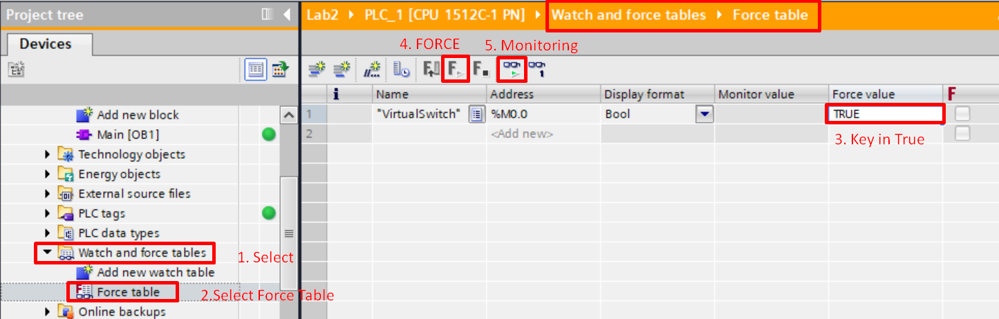 Project tree
Lab2 ▸ PLC_1 [CPU 1512C-1 PN] ▸ Watch and force tables ▸ Force table
Devices
4. FORCE
5. Monitoring
i Name Address Display format Monitor value Force value F
1 "VirtualSwitch" %M0.0 Bool TRUE
2 <Add new>
3. Key in True
Add new block
Main [OB1]
Technology objects
Energy objects
External source files
PLC tags
PLC data types
Watch and force tables
1. Select
Add new watch table
Force table
2.Select Force Table
Online backups